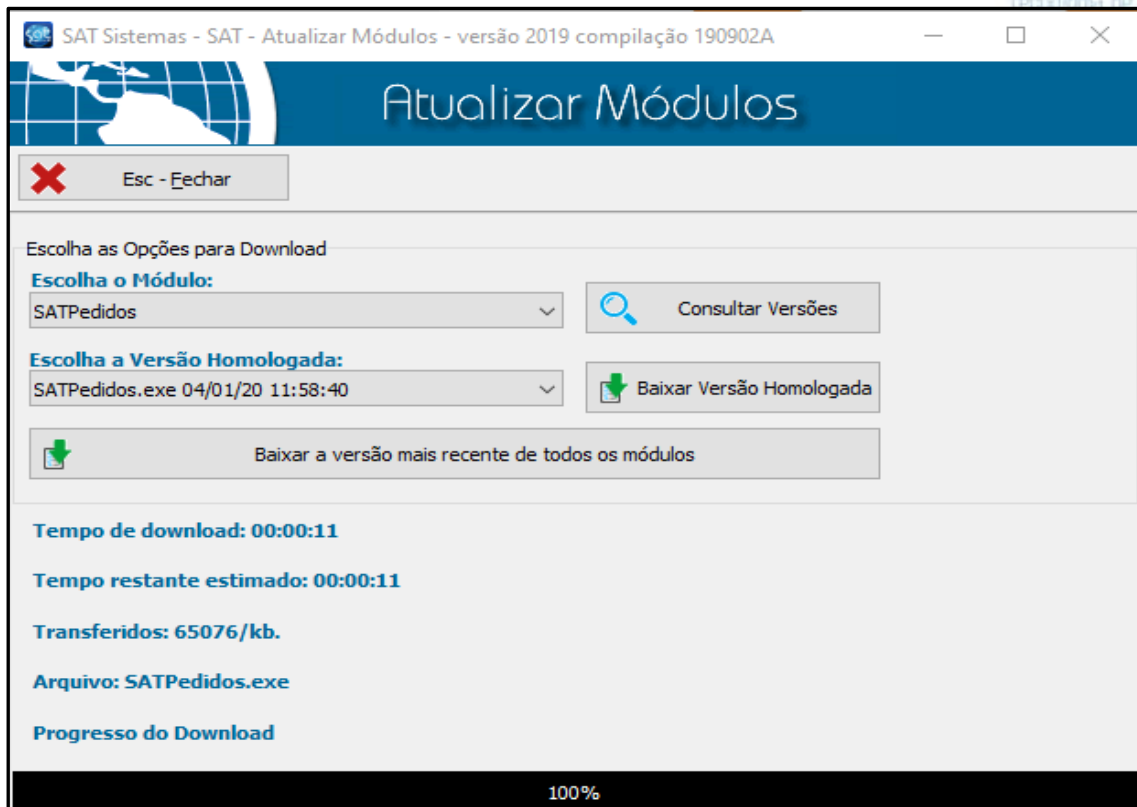 SAT Sistemas - SAT - Atualizar Módulos - versão 2019 compilação 190902A
Atualizar Módulos
Esc - Fechar
Escolha as Opções para Download
Escolha o Módulo:
SATPedidos
Consultar Versões
Escolha a Versão Homologada:
SATPedidos.exe 04/01/20 11:58:40
Baixar Versão Homologada
Baixar a versão mais recente de todos os módulos
Tempo de download: 00:00:11
Tempo restante estimado: 00:00:11
Transferidos: 65076/kb.
Arquivo: SATPedidos.exe
Progresso do Download
100%